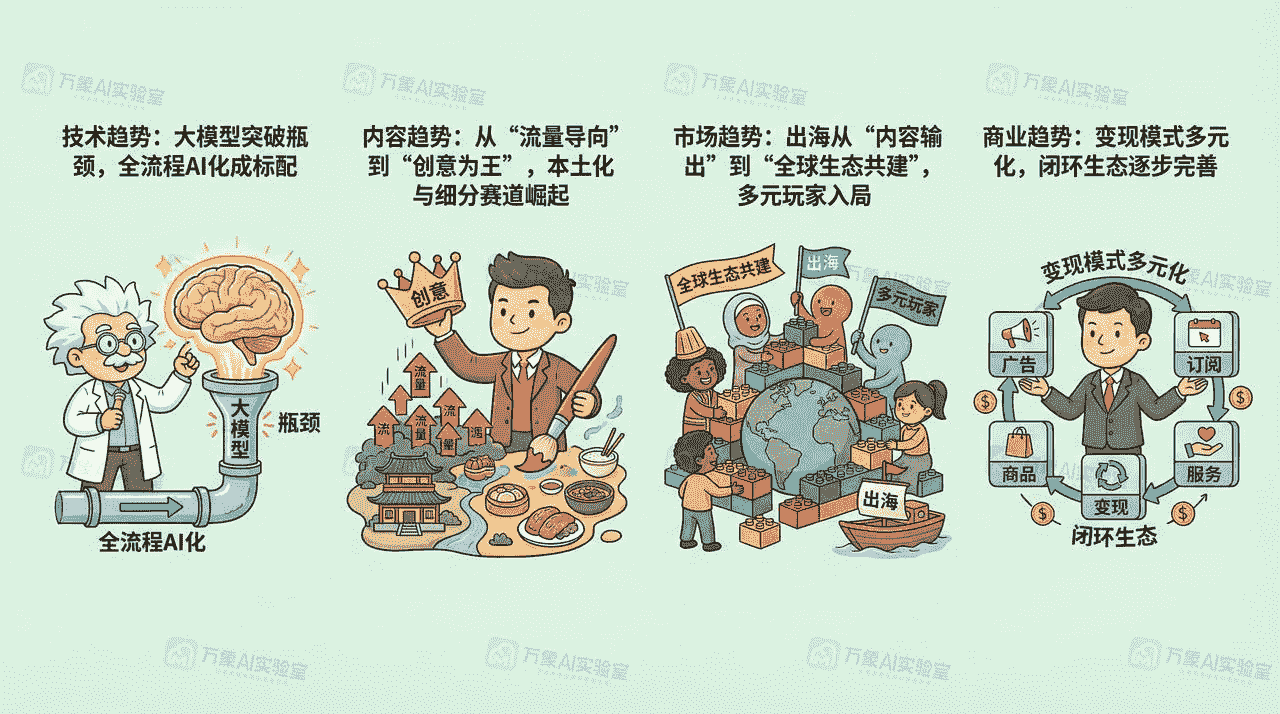 万象AI实验室
万象AI实验室
万象AI实验室
万象AI实验室
技术趋势：大模型突破瓶
颈，全流程AI化成标配
内容趋势：从“流量导向”
到“创意为王”，本土化
与细分赛道崛起
市场趋势：出海从“内容输
出”到“全球生态共建”，
多元玩家入局
商业趋势：变现模式多元
化，闭环生态逐步完善
大模型
瓶颈
全流程AI化
创意
流量
流量
流
流量
量
全球生态共建
出海
多元玩家
出海
变现模式多元化
广告
订阅
商品
服务
变现
闭环生态
$
$
$
$
万象AI实验室
万象AI实验室
万象AI实验室
万象AI实验室